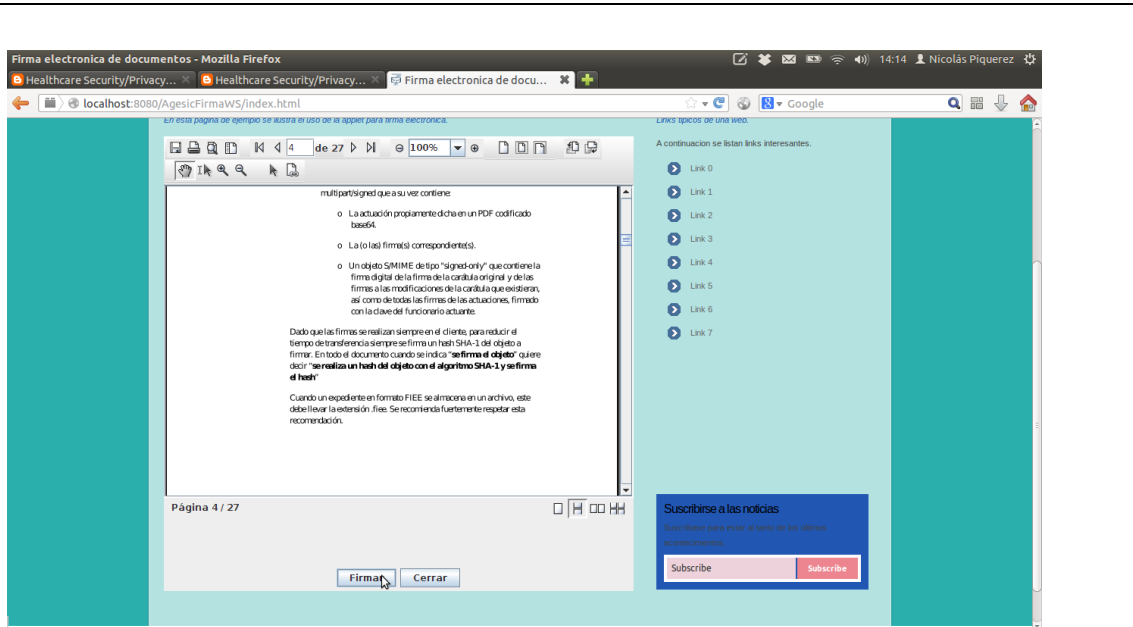 Firma electronica de documentos - Mozilla Firefox
14:14 Nicolás Piquerez
Healthcare Security/Privacy... Healthcare Security/Privacy... Firma electronica de docu...
localhost:8080/AgesicFirmaWS/index.html
Google
En esta pagina de ejemplo se ilustra el uso de la applet para firma electronica.
4 de 27
100%
multipart/signed que a su vez contiene:
o La actuación propiamente dicha en un PDF codificado
base64.
o La (o las) firma(s) correspondiente(s).
o Un objeto S/MIME de tipo "signed-only" que contiene la
firma digital de la firma de la carátula original y de las
firmas a las modificaciones de la carátula que existieran,
así como de todas las firmas de las actuaciones, firmado
con la clave del funcionario actuante.
Dado que las firmas se realizan siempre en el cliente, para reducir el
tiempo de transferencia siempre se firma un hash SHA-1 del objeto a
firmar. En todo el documento cuando se indica "se firma el objeto" quiere
decir "se realiza un hash del objeto con el algoritmo SHA-1 y se firma
el hash"
Cuando un expediente en formato FIEE se almacena en un archivo, este
debe llevar la extensión .fiee. Se recomienda fuertemente respetar esta
recomendación.
Página 4 / 27
Firmar Cerrar
Links tipicos de una web.
A continuacion se listan links interesantes.
Link 0
Link 1
Link 2
Link 3
Link 4
Link 5
Link 6
Link 7
Suscribirse a las noticias
Subscribe Subscribe